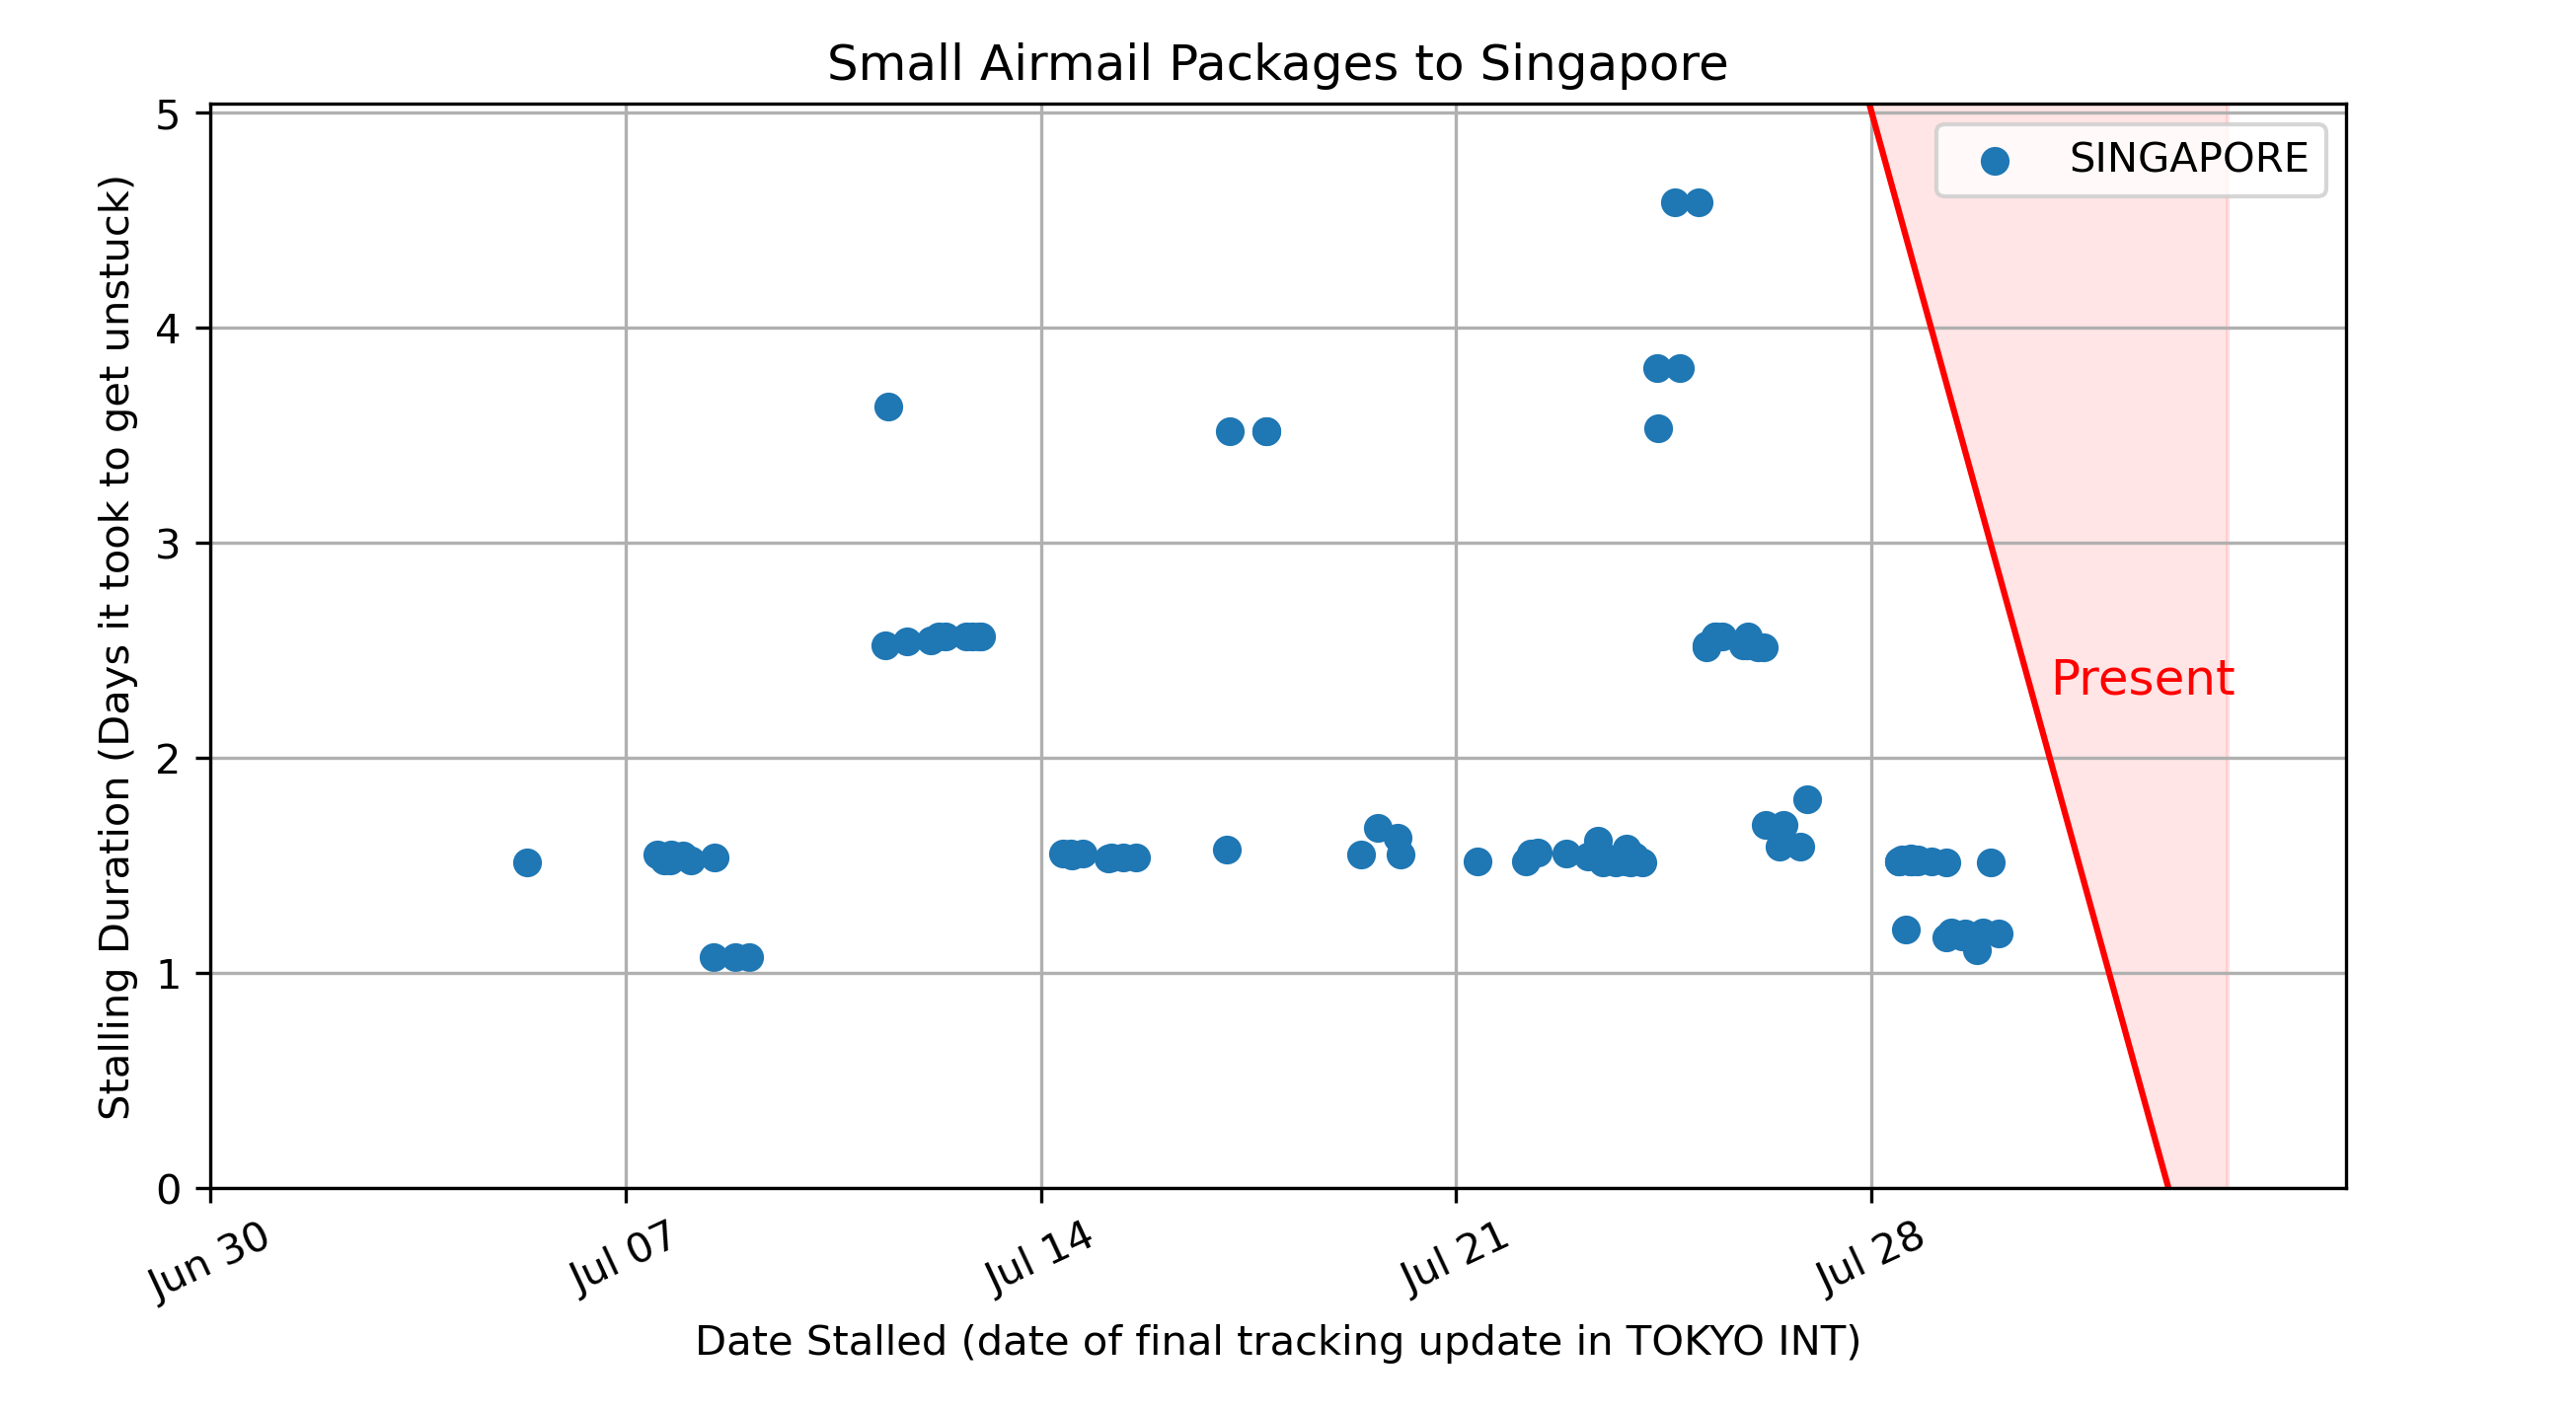 Small Airmail Packages to Singapore
SINGAPORE
Present
Stalling Duration (Days it took to get unstuck)
5
4
3
2
1
0
Jun 30
Jul 07
Jul 14
Jul 21
Jul 28
Date Stalled (date of final tracking update in TOKYO INT)